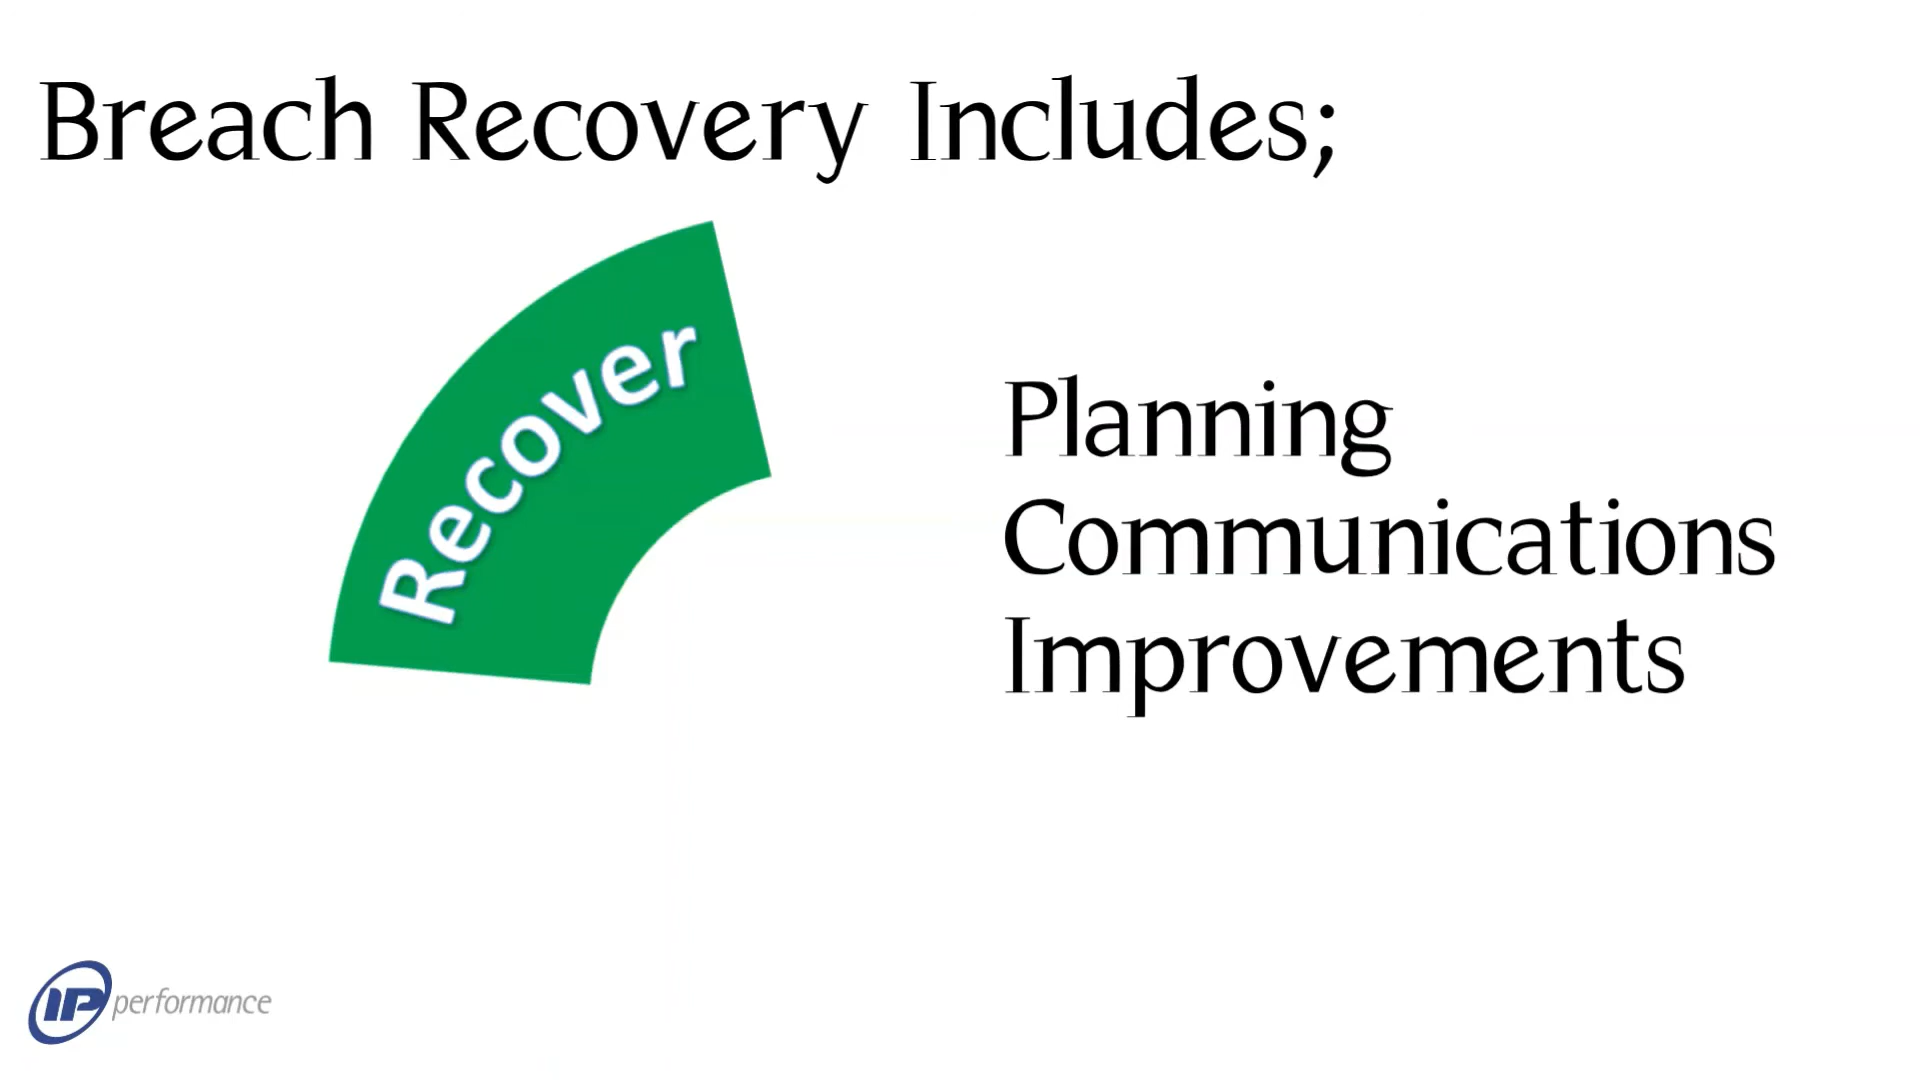 Breach Recovery Includes;
Recover
Planning
Communications
Improvements
IP performance